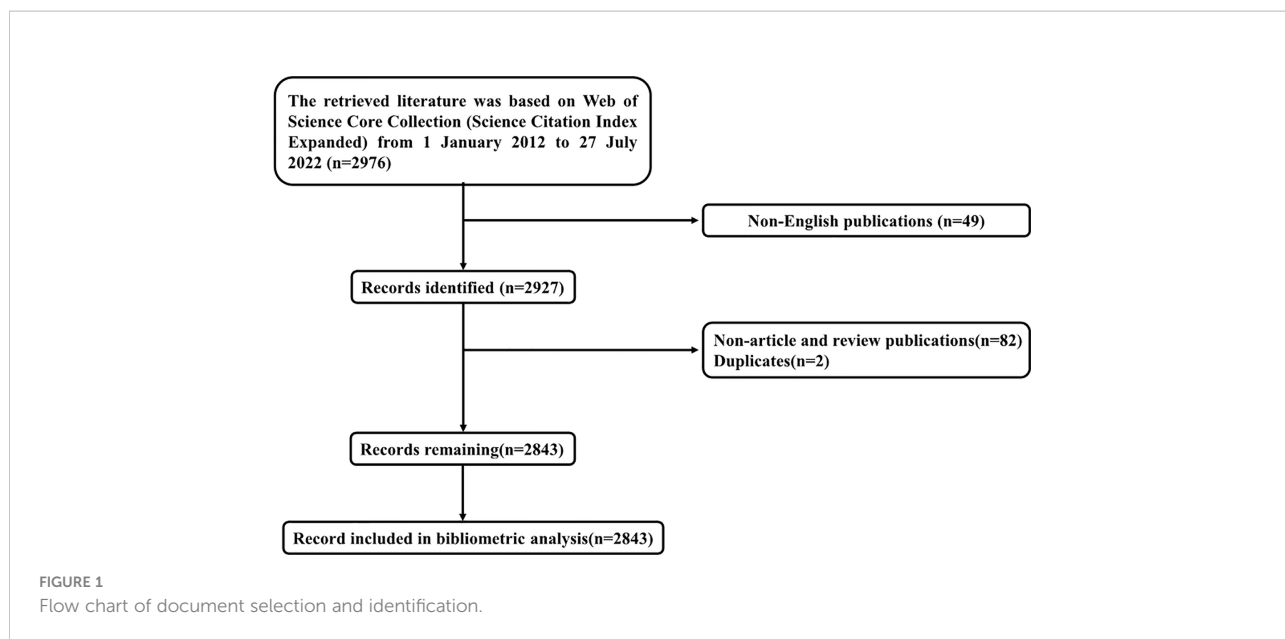 The retrieved literature was based on Web of
Science Core Collection (Science Citation Index
Expanded) from 1 January 2012 to 27 July
2022 (n=2976)
Non-English publications (n=49)
Records identified (n=2927)
Non-article and review publications(n=82)
Duplicates(n=2)
Records remaining(n=2843)
Record included in bibliometric analysis(n=2843)
FIGURE 1
Flow chart of document selection and identification.